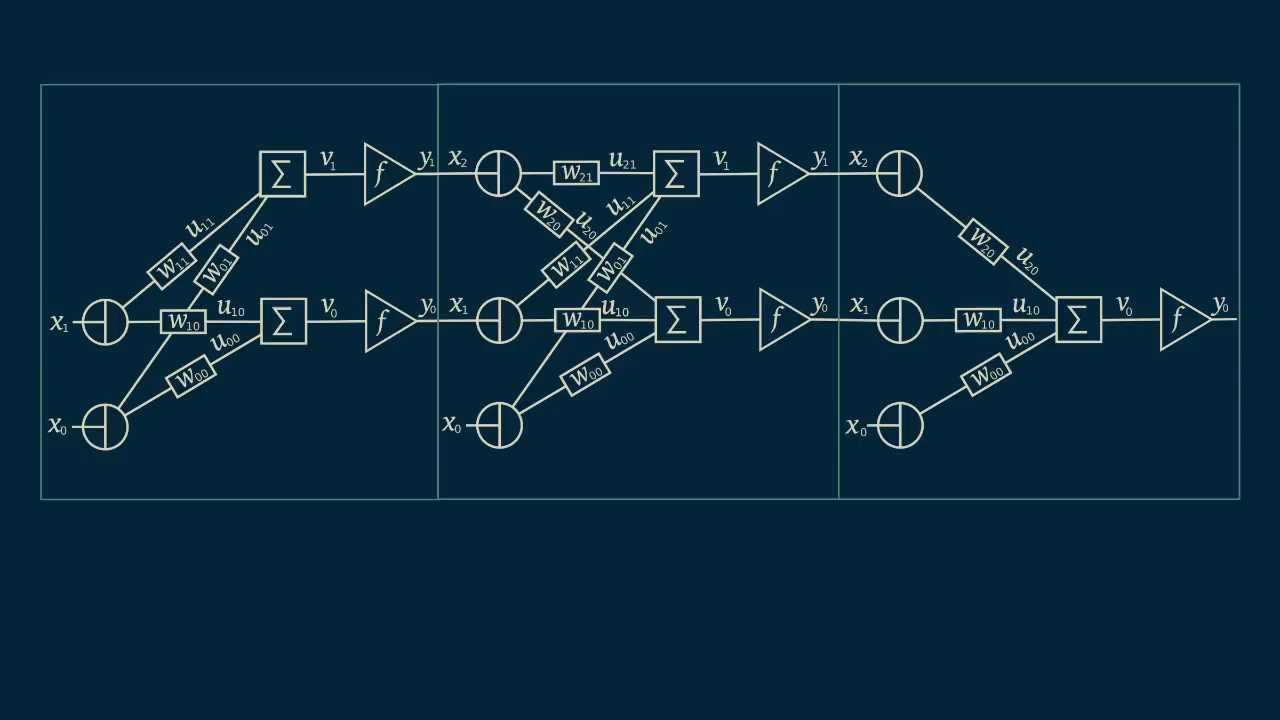 Σ v₁ f y₁ x₂ w₂₁ u₂₁ Σ v₁ f y₁ x₂
u₁₁ u₀₁ w₂₀ u₂₀ u₁₁ u₀₁ w₂₀ u₂₀
w₁₁ w₀₁ w₁₁ w₀₁
x₁ w₁₀ u₁₀ Σ v₀ f y₀ x₁ w₁₀ u₁₀ Σ v₀ f y₀ x₁ w₁₀ u₁₀ Σ v₀ f y₀
u₀₀ u₀₀ u₀₀
w₀₀ w₀₀ w₀₀
x₀ x₀ x₀